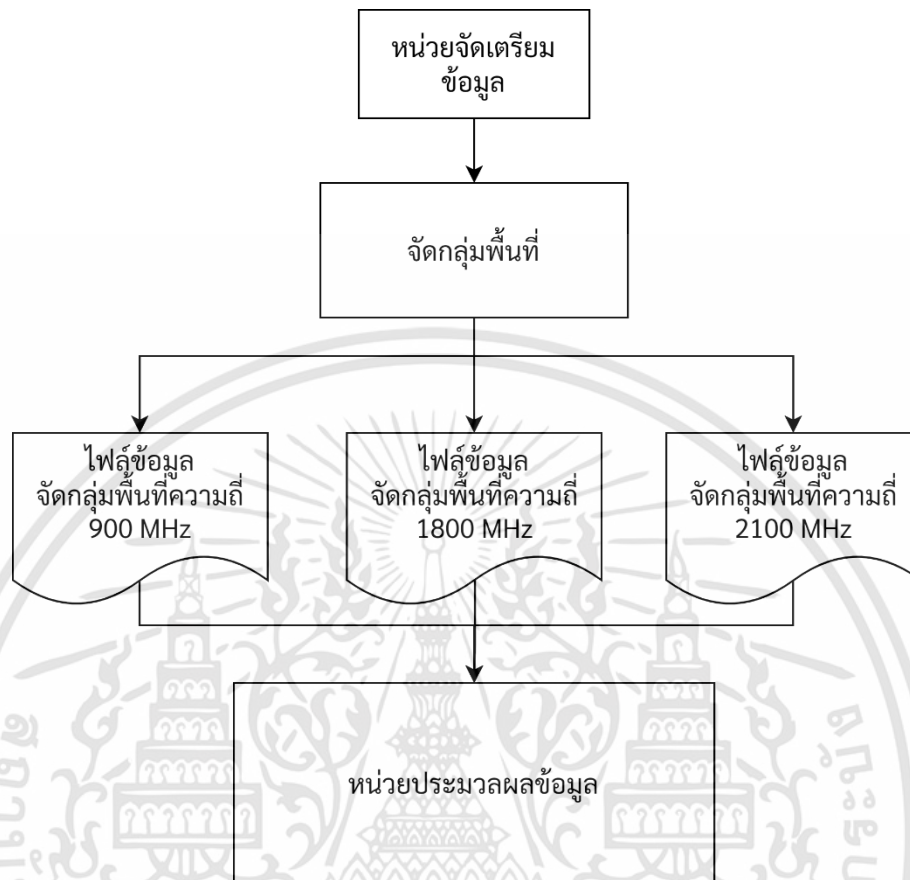 หน่วยจัดเตรียม
ข้อมูล
จัดกลุ่มพื้นที่
ไฟล์ข้อมูล
จัดกลุ่มพื้นที่ความถี่
900 MHz
ไฟล์ข้อมูล
จัดกลุ่มพื้นที่ความถี่
1800 MHz
ไฟล์ข้อมูล
จัดกลุ่มพื้นที่ความถี่
2100 MHz
หน่วยประมวลผลข้อมูล